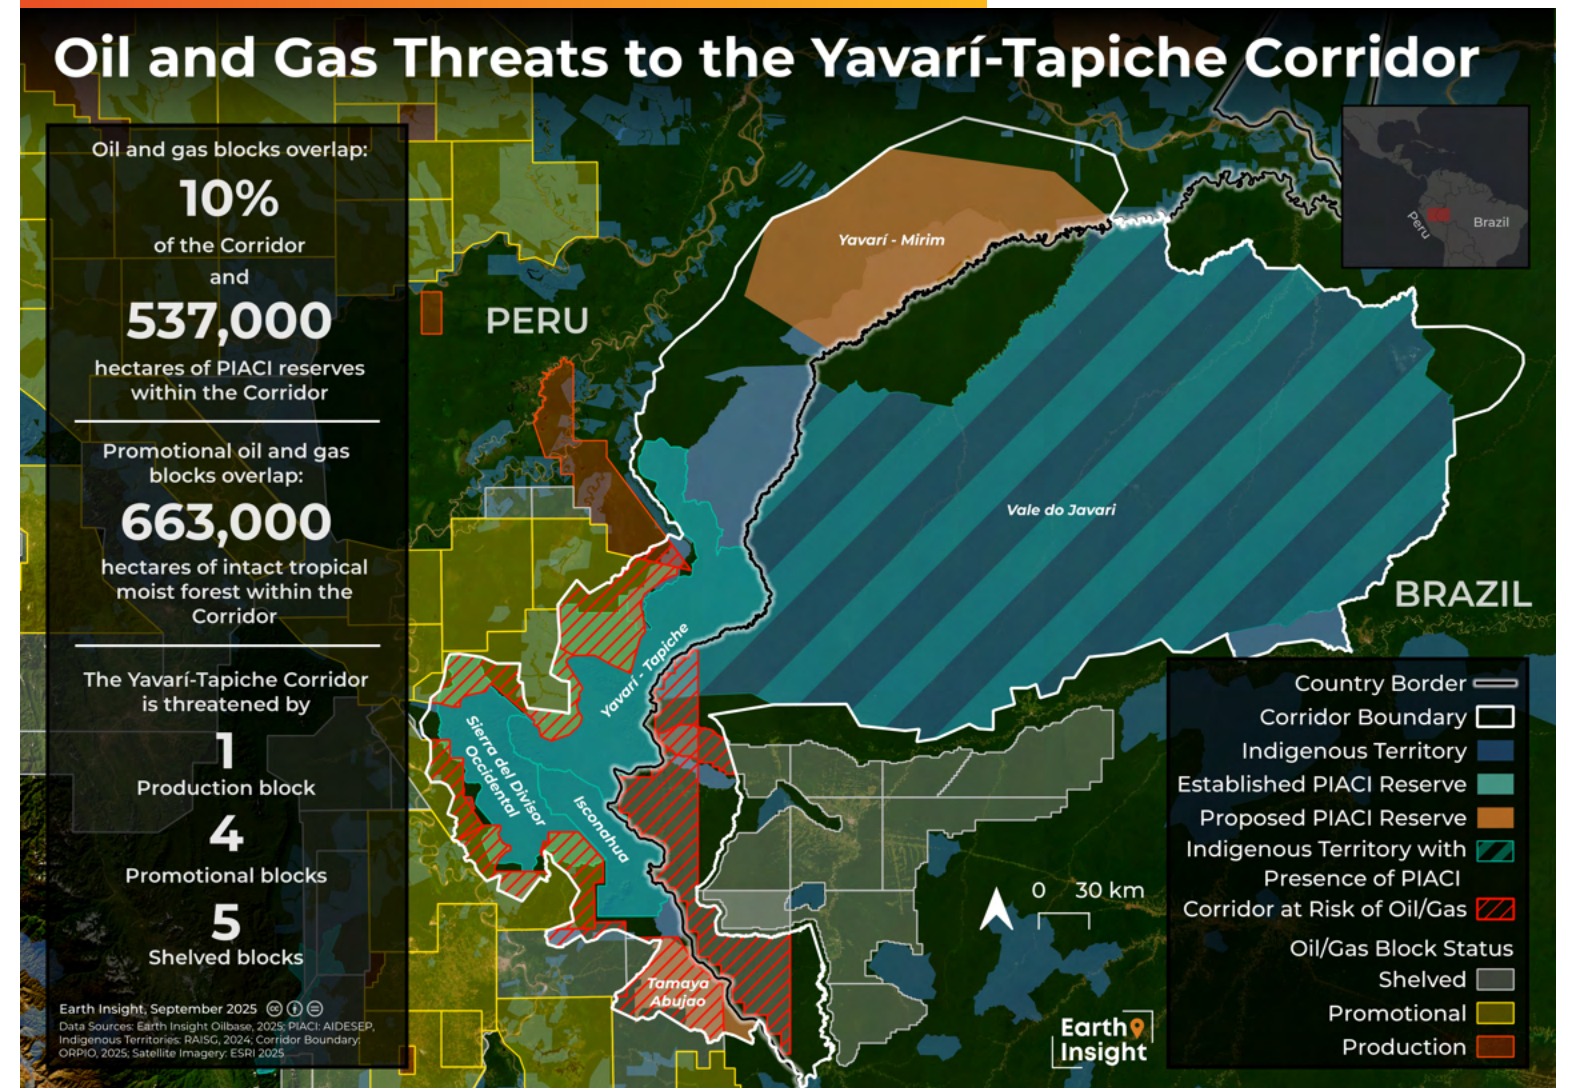 Oil and Gas Threats to the Yavarí-Tapiche Corridor
Oil and gas blocks overlap:
10%
of the Corridor
and
537,000
hectares of PIACI reserves
within the Corridor
Promotional oil and gas
blocks overlap:
663,000
hectares of intact tropical
moist forest within the
Corridor
The Yavarí-Tapiche Corridor
is threatened by
1
Production block
4
Promotional blocks
5
Shelved blocks
Earth Insight, September 2025
Data Sources: Earth Insight Oilbase, 2025; PIACI: AIDESEP,
Indigenous Territories: RAISG, 2024; Corridor Boundary:
ORPIO, 2025; Satellite Imagery: ESRI 2025
PERU
Yavarí - Mirim
Vale do Javari
BRAZIL
Yavarí - Tapiche
Sierra del Divisor
Occidental
Isconahua
Tamaya
Abujao
Peru
Brazil
0 30 km
Earth
Insight
Country Border
Corridor Boundary
Indigenous Territory
Established PIACI Reserve
Proposed PIACI Reserve
Indigenous Territory with
Presence of PIACI
Corridor at Risk of Oil/Gas
Oil/Gas Block Status
Shelved
Promotional
Production